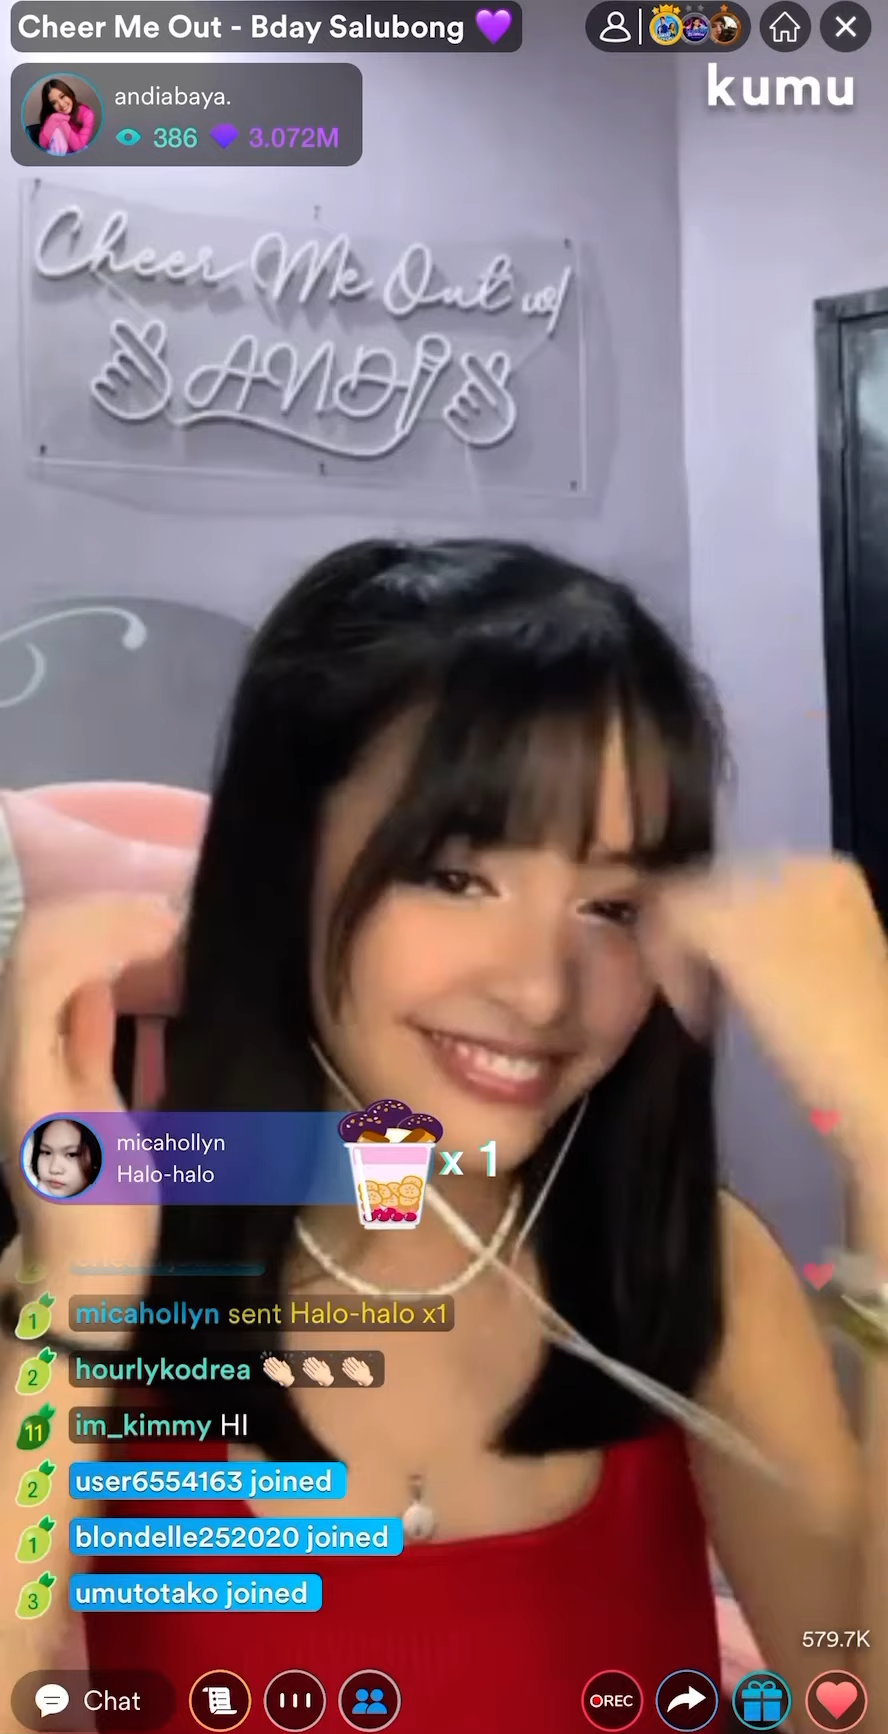 Cheer Me Out - Bday Salubong 💜
andiabaya.
386 3.072M
kumu
Cheer Me Out w/
ANDI
micahollyn
Halo-halo
x 1
1 micahollyn sent Halo-halo x1
2 hourlykodrea 👏🏻👏🏻👏🏻
11 im_kimmy HI
2 user6554163 joined
1 blondelle252020 joined
3 umutotako joined
579.7K
Chat
REC